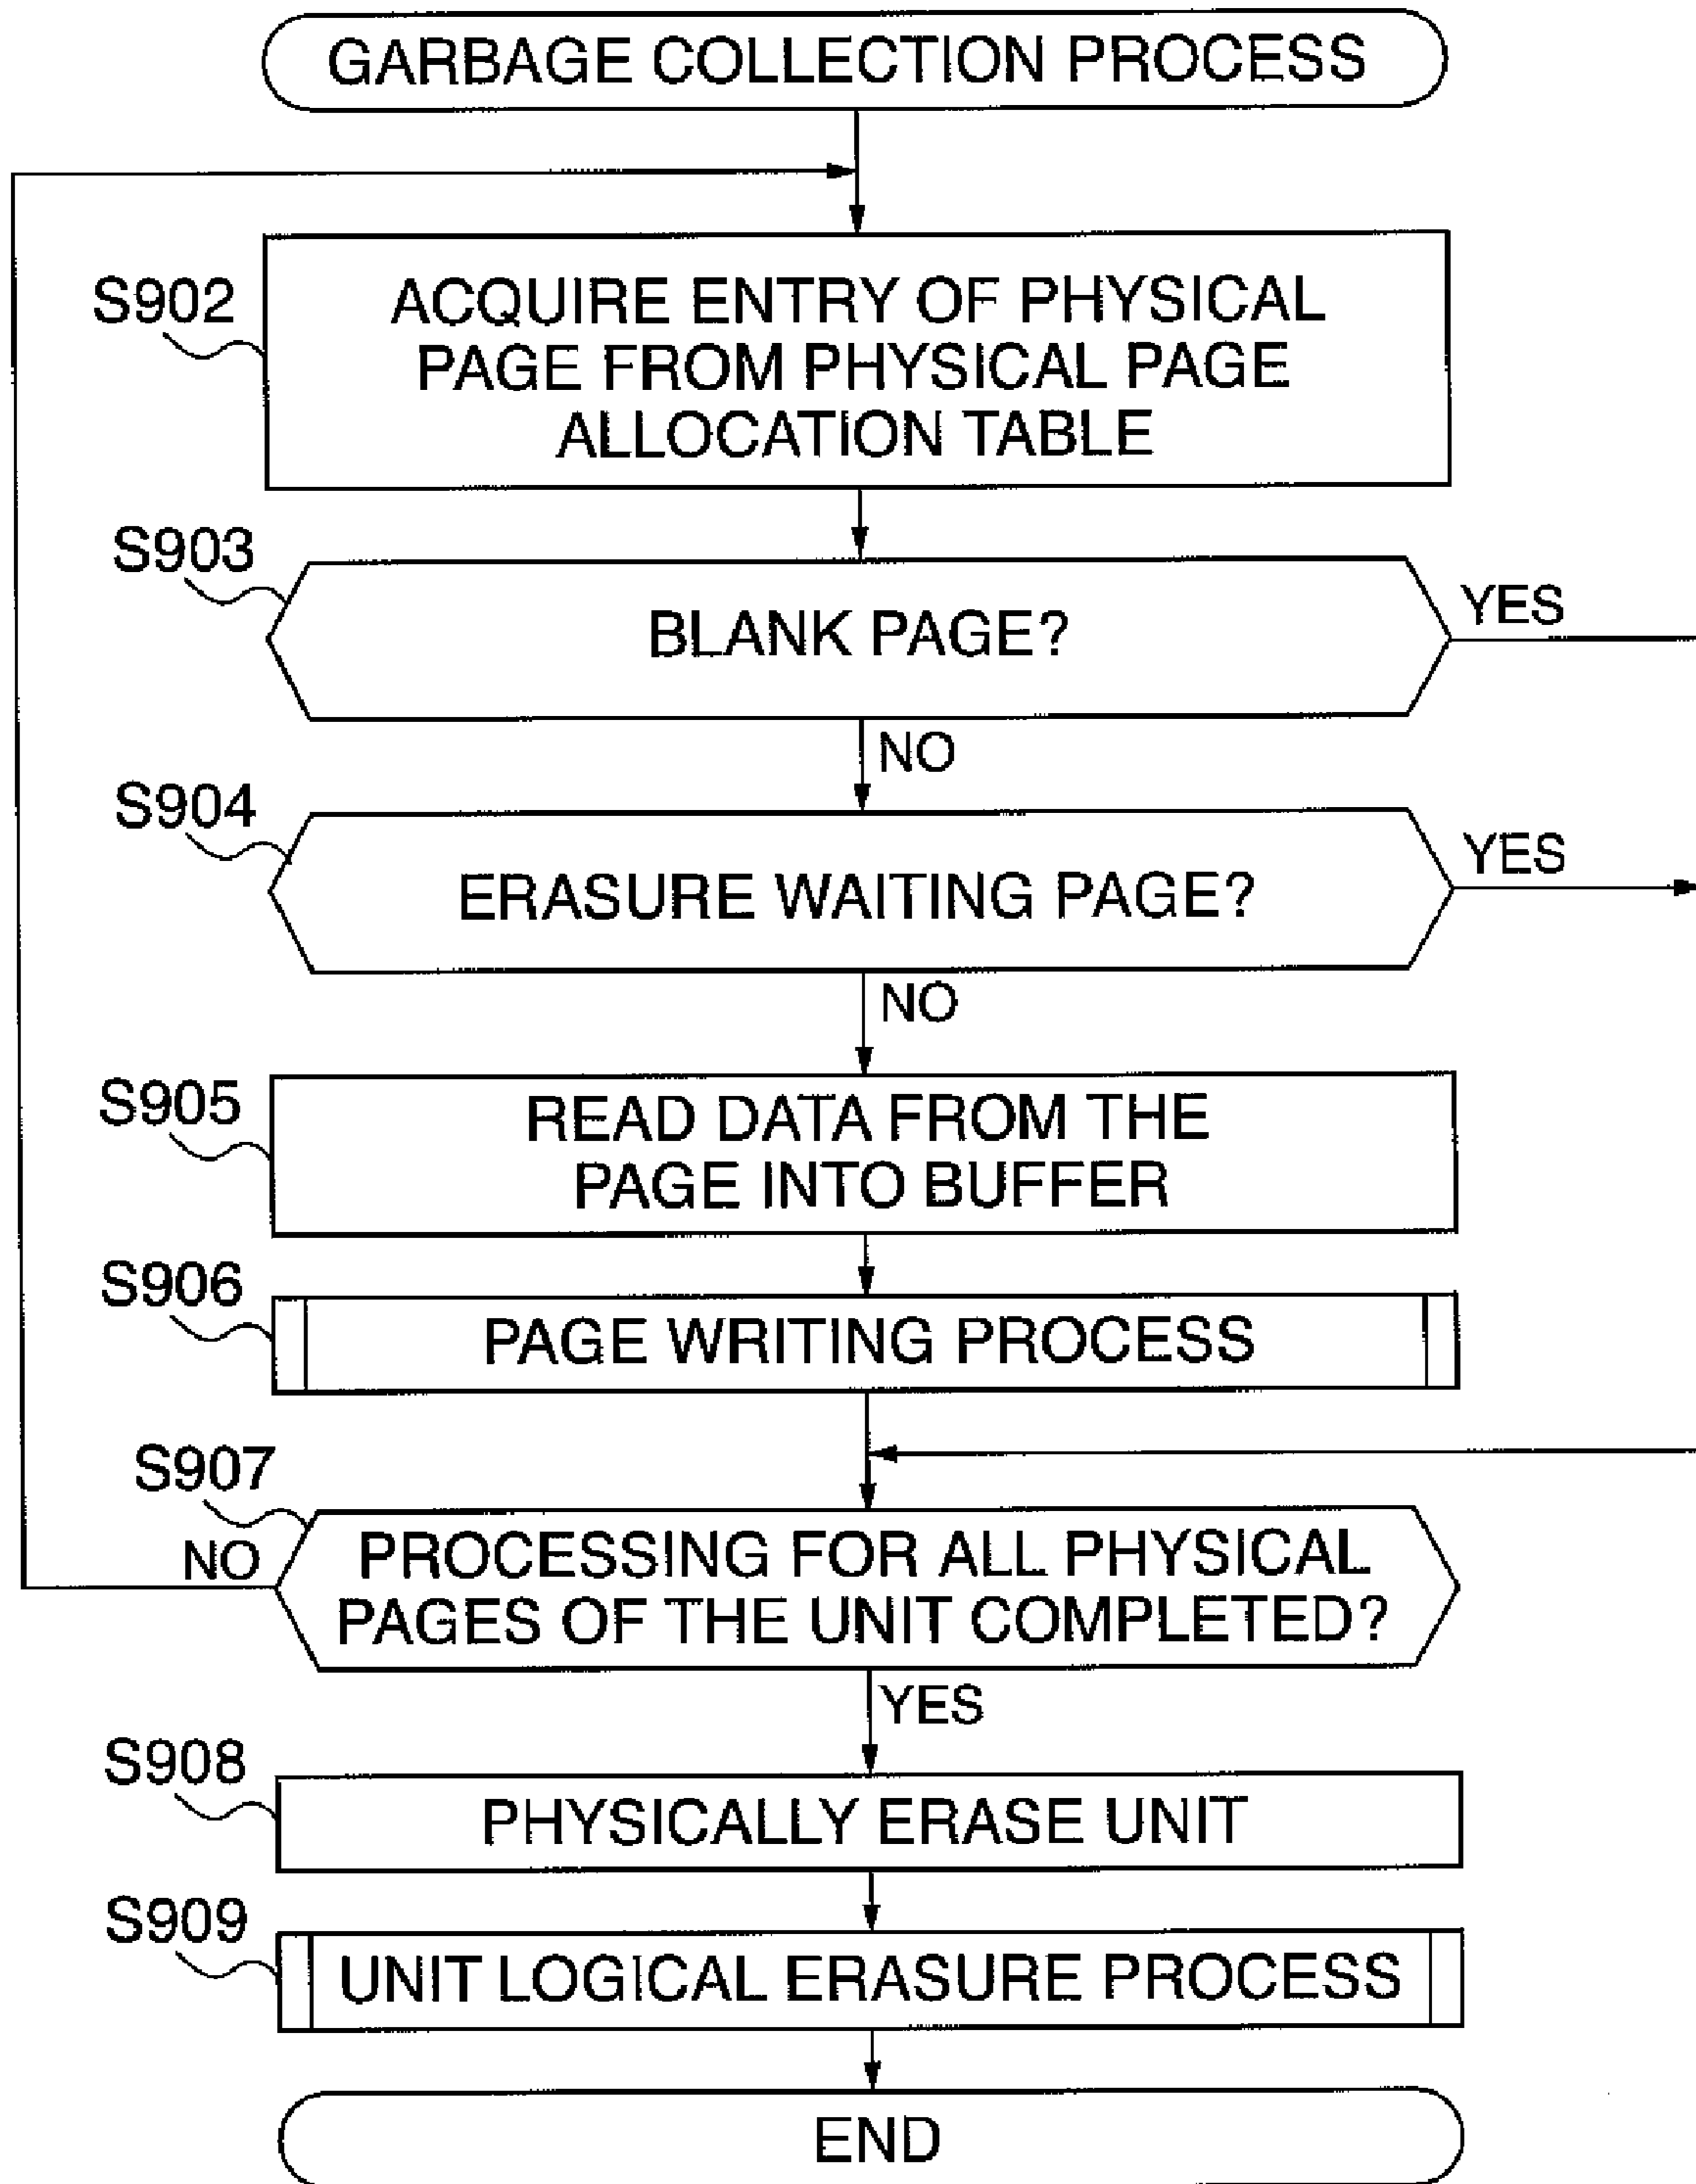 GARBAGE COLLECTION PROCESS
S902
ACQUIRE ENTRY OF PHYSICAL
PAGE FROM PHYSICAL PAGE
ALLOCATION TABLE
S903
BLANK PAGE?
YES
NO
S904
ERASURE WAITING PAGE?
YES
NO
S905
READ DATA FROM THE
PAGE INTO BUFFER
S906
PAGE WRITING PROCESS
S907
NO
PROCESSING FOR ALL PHYSICAL
PAGES OF THE UNIT COMPLETED?
YES
S908
PHYSICALLY ERASE UNIT
S909
UNIT LOGICAL ERASURE PROCESS
END